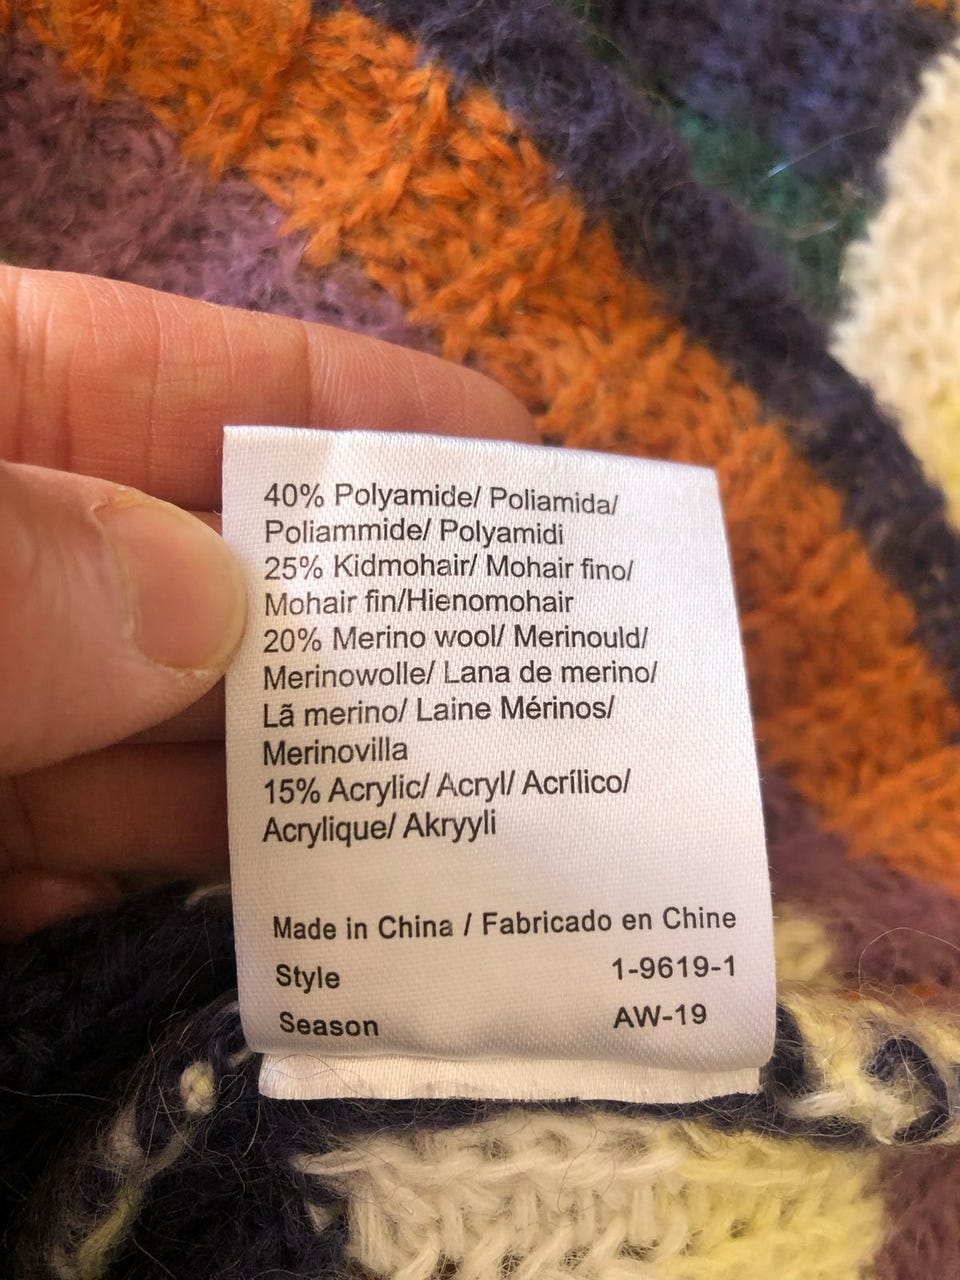 40% Polyamide/ Poliamida/
Poliammide/ Polyamidi
25% Kidmohair/ Mohair fino/
Mohair fin/Hienomohair
20% Merino wool/ Merinould/
Merinowolle/ Lana de merino/
Lã merino/ Laine Mérinos/
Merinovilla
15% Acrylic/ Acryl/ Acrílico/
Acrylique/ Akryyli
Made in China / Fabricado en Chine
Style 1-9619-1
Season AW-19